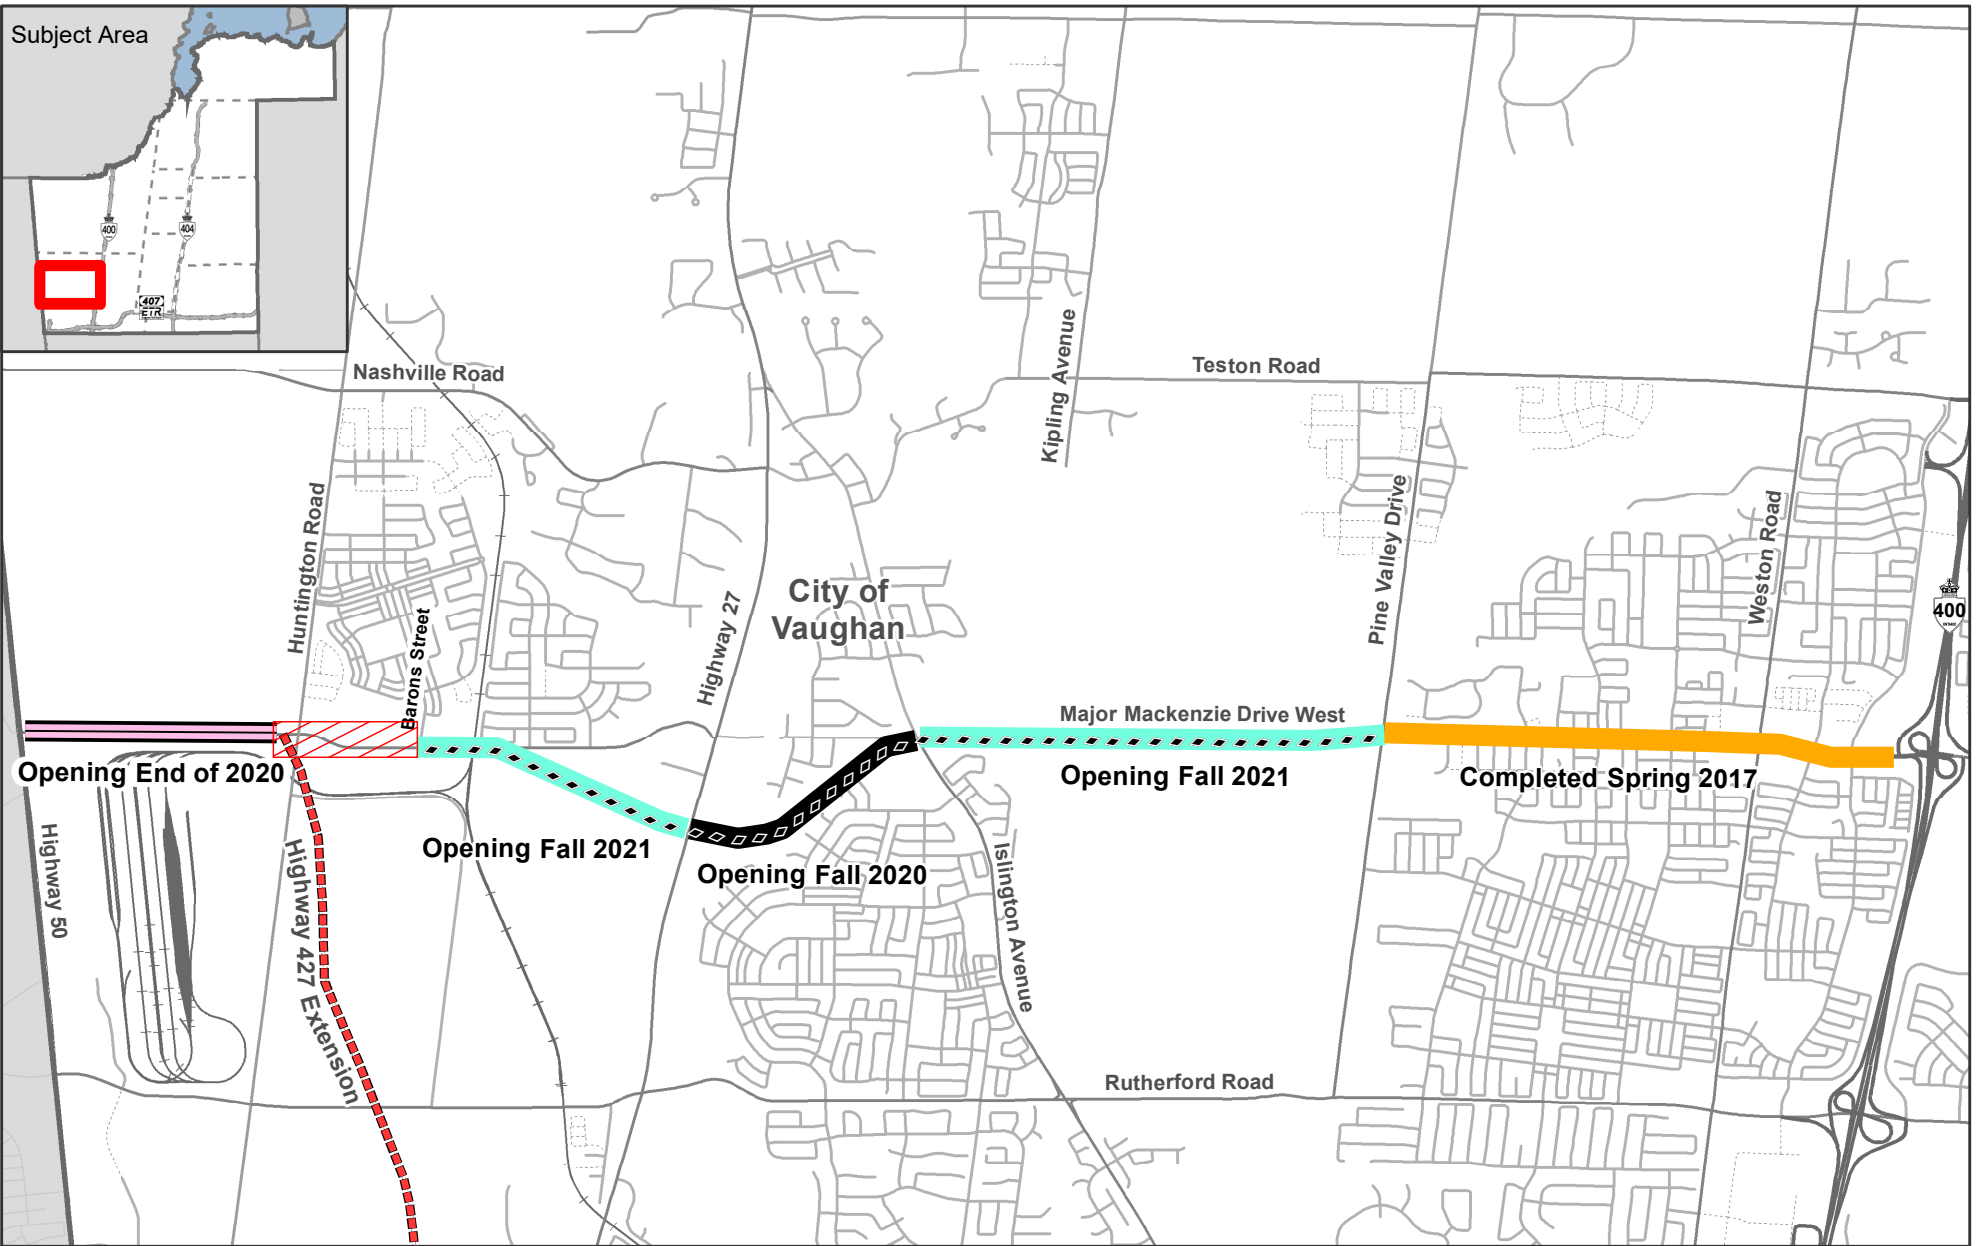 Subject Area
400
404
407
ETR
Nashville Road
Teston Road
Kipling Avenue
Huntington Road
Pine Valley Drive
Weston Road
City of
Vaughan
Highway 27
Barons Street
400
ONTARIO
Major Mackenzie Drive West
Opening End of 2020
Opening Fall 2021
Completed Spring 2017
Opening Fall 2021
Opening Fall 2020
Highway 50
Highway 427 Extension
Islington Avenue
Rutherford Road